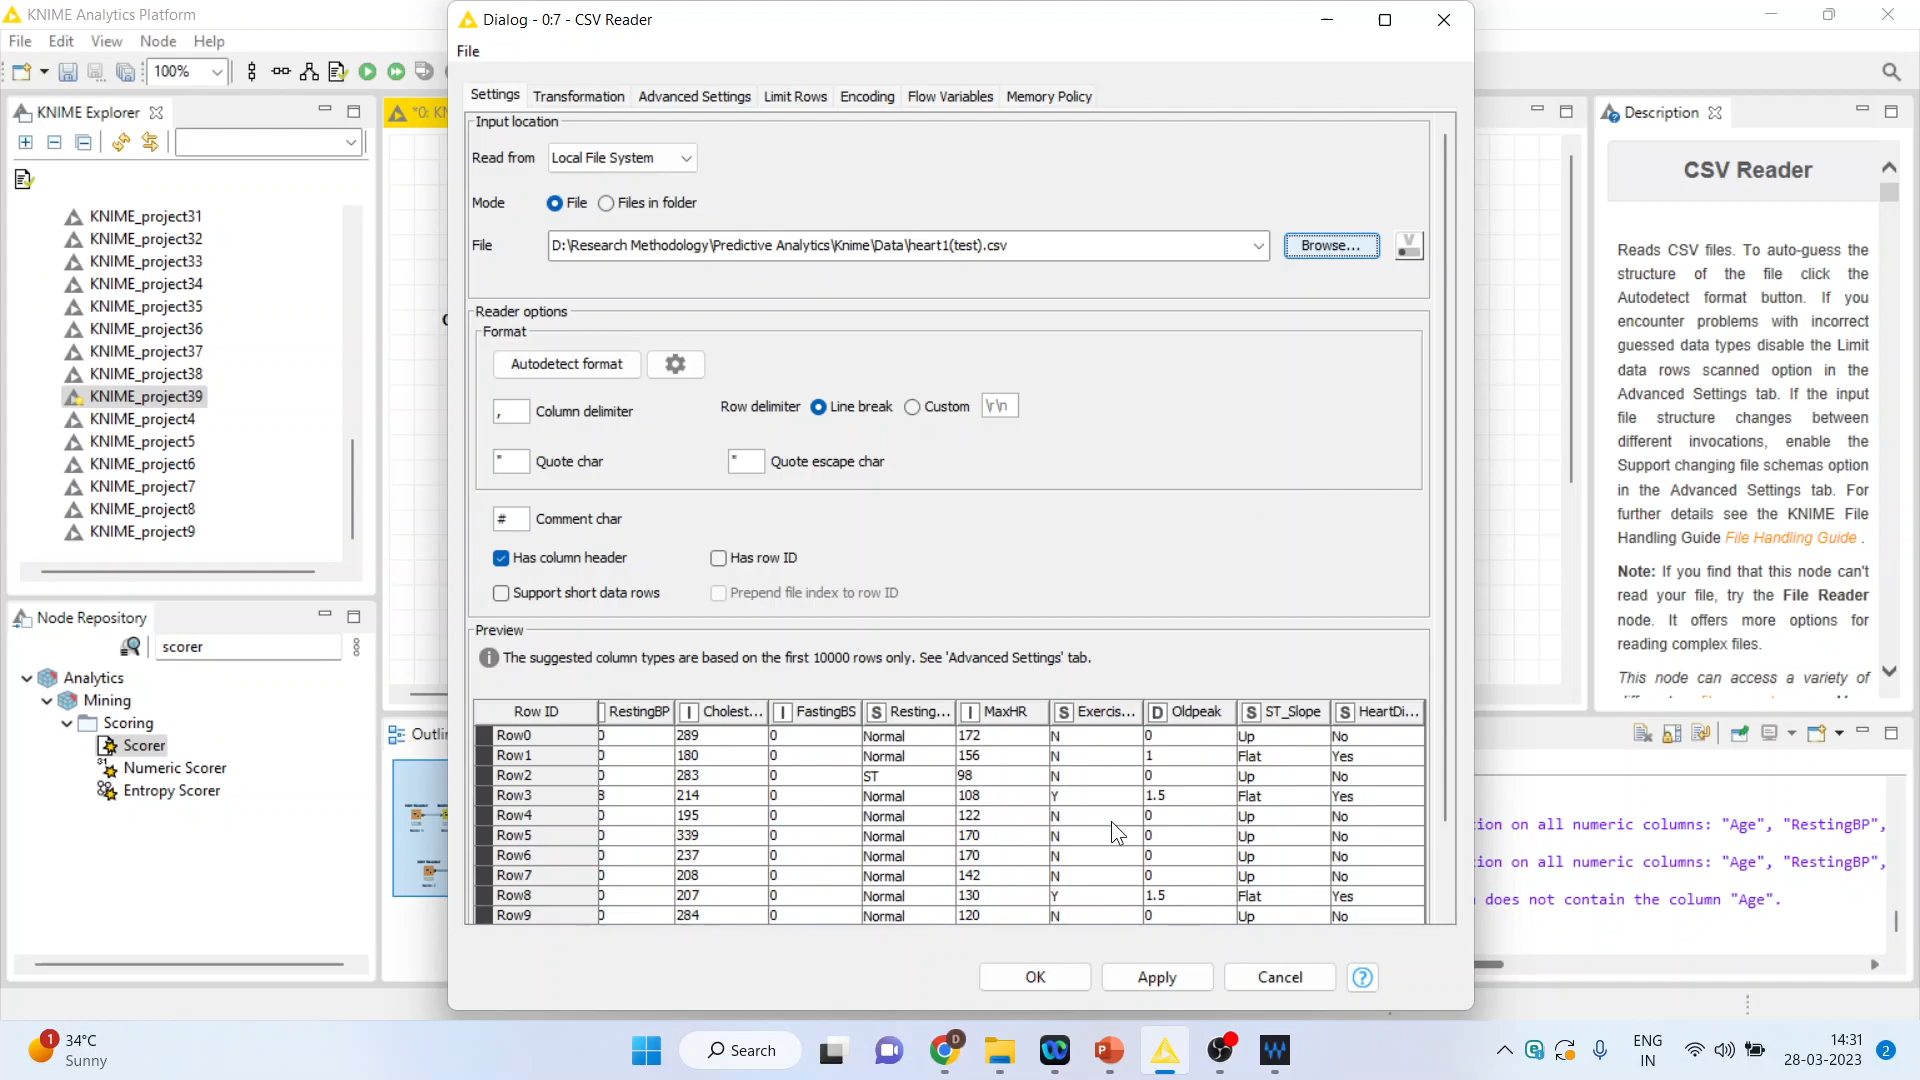 KNIME Analytics Platform
File Edit View Node Help
100%
KNIME Explorer
KNIME_project31
KNIME_project32
KNIME_project33
KNIME_project34
KNIME_project35
KNIME_project36
KNIME_project37
KNIME_project38
KNIME_project39
KNIME_project4
KNIME_project5
KNIME_project6
KNIME_project7
KNIME_project8
KNIME_project9
Node Repository
scorer
Analytics
Mining
Scoring
Scorer
Numeric Scorer
Entropy Scorer
Dialog - 0:7 - CSV Reader
File
Settings Transformation Advanced Settings Limit Rows Encoding Flow Variables Memory Policy
Input location
Read from Local File System
Mode File Files in folder
File D:\Research Methodology\Predictive Analytics\Knime\Data\heart1(test).csv Browse...
Reader options
Format
Autodetect format
, Column delimiter Row delimiter Line break Custom \r\n
" Quote char " Quote escape char
# Comment char
Has column header Has row ID
Support short data rows Prepend file index to row ID
Preview
The suggested column types are based on the first 10000 rows only. See 'Advanced Settings' tab.
Row ID RestingBP I Cholest... I FastingBS S Resting... I MaxHR S Exercis... D Oldpeak S ST_Slope S HeartDi...
Row0 0 289 0 Normal 172 N 0 Up No
Row1 0 180 0 Normal 156 N 1 Flat Yes
Row2 0 283 0 ST 98 N 0 Up No
Row3 8 214 0 Normal 108 Y 1.5 Flat Yes
Row4 0 195 0 Normal 122 N 0 Up No
Row5 0 339 0 Normal 170 N 0 Up No
Row6 0 237 0 Normal 170 N 0 Up No
Row7 0 208 0 Normal 142 N 0 Up No
Row8 0 207 0 Normal 130 Y 1.5 Flat Yes
Row9 0 284 0 Normal 120 N 0 Up No
OK Apply Cancel
*0: KN
Outlin
Description
CSV Reader
Reads CSV files. To auto-guess the
structure of the file click the
Autodetect format button. If you
encounter problems with incorrect
guessed data types disable the Limit
data rows scanned option in the
Advanced Settings tab. If the input
file structure changes between
different invocations, enable the
Support changing file schemas option
in the Advanced Settings tab. For
further details see the KNIME File
Handling Guide File Handling Guide .
Note: If you find that this node can't
read your file, try the File Reader
node. It offers more options for
reading complex files.
This node can access a variety of
ion on all numeric columns: "Age", "RestingBP",
ion on all numeric columns: "Age", "RestingBP",
does not contain the column "Age".
1
34°C
Sunny
Search
D
ENG
IN
14:31
28-03-2023
2